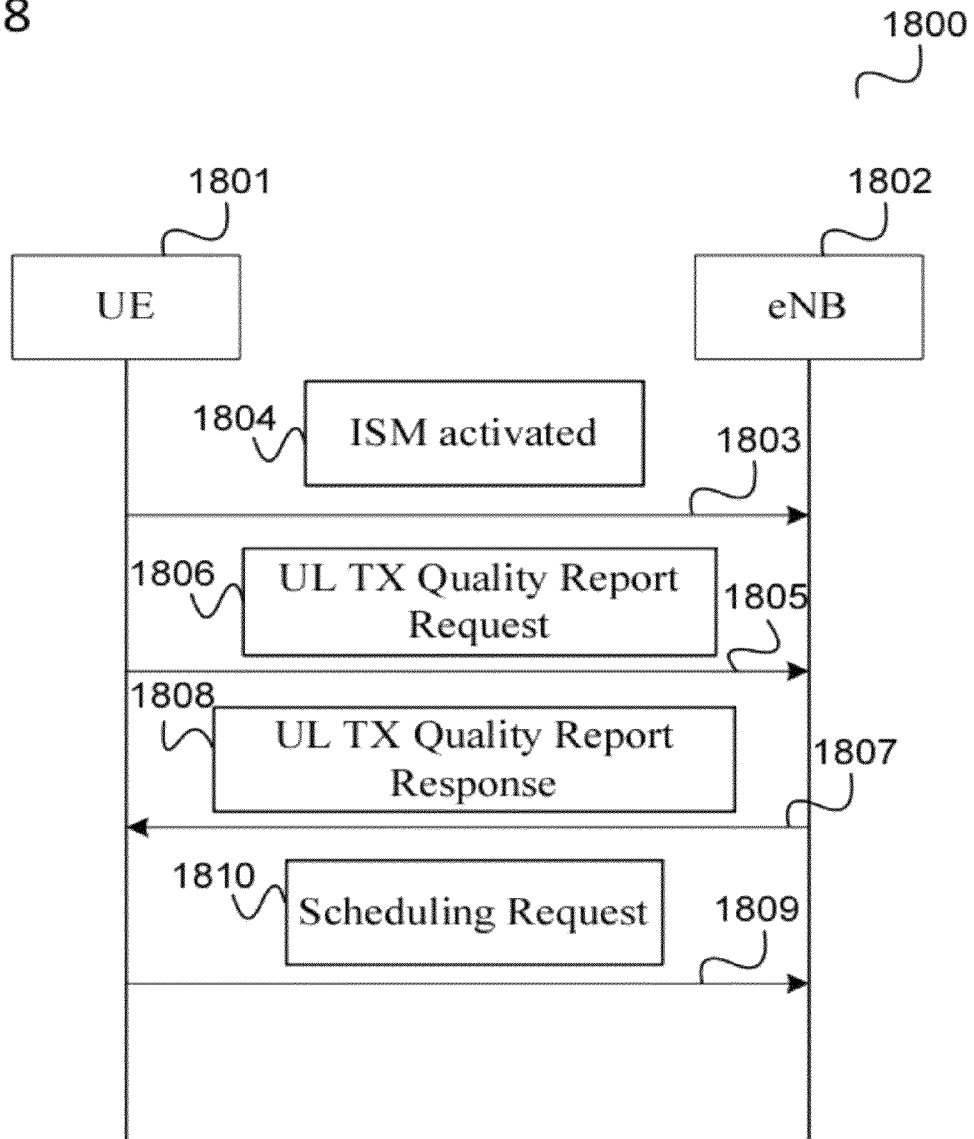 8
1800
1801
1802
UE
eNB
1804
ISM activated
1803
1806
UL TX Quality Report
Request
1805
1808
UL TX Quality Report
Response
1807
1810
Scheduling Request
1809